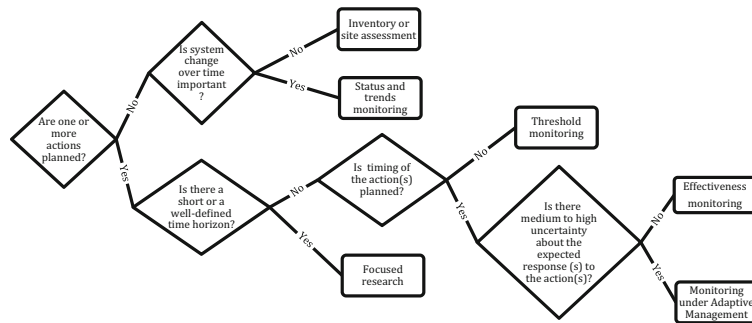 Are one or
more
actions
planned?
No
Yes
Is system
change
over time
important
?
No
Yes
Inventory or
site assessment
Status and
trends
monitoring
Is there a
short or a
well-defined
time horizon?
No
Yes
Focused
research
Is timing of
the action(s)
planned?
No
Yes
Threshold
monitoring
Is there
medium to high
uncertainty
about the
expected
response (s) to
the action(s)?
No
Yes
Effectiveness
monitoring
Monitoring
under Adaptive
Management